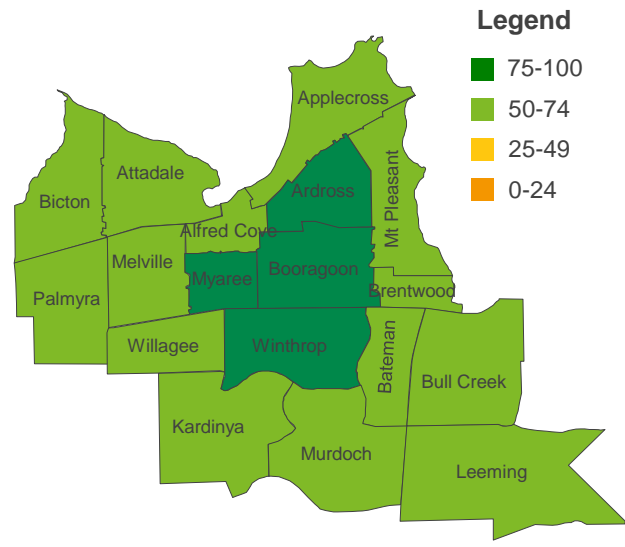 Legend
75-100
50-74
25-49
0-24
Applecross
Attadale
Bicton
Ardross
Mt Pleasant
Alfred Cove
Melville
Myaree
Booragoon
Brentwood
Palmyra
Willagee
Winthrop
Bateman
Bull Creek
Kardinya
Murdoch
Leeming